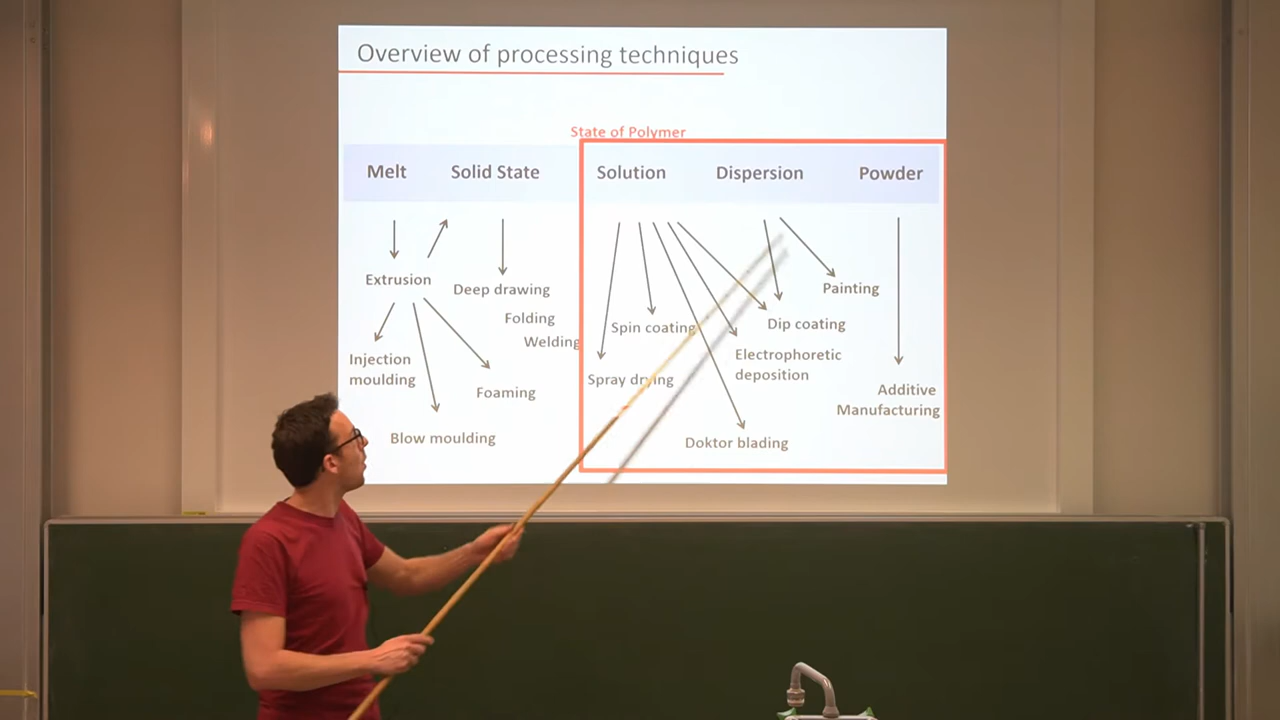 Overview of processing techniques
State of Polymer
Melt
Solid State
Solution
Dispersion
Powder
Extrusion
Deep drawing
Folding
Welding
Injection
moulding
Foaming
Blow moulding
Spin coating
Spray drying
Painting
Dip coating
Electrophoretic
deposition
Doktor blading
Additive
Manufacturing